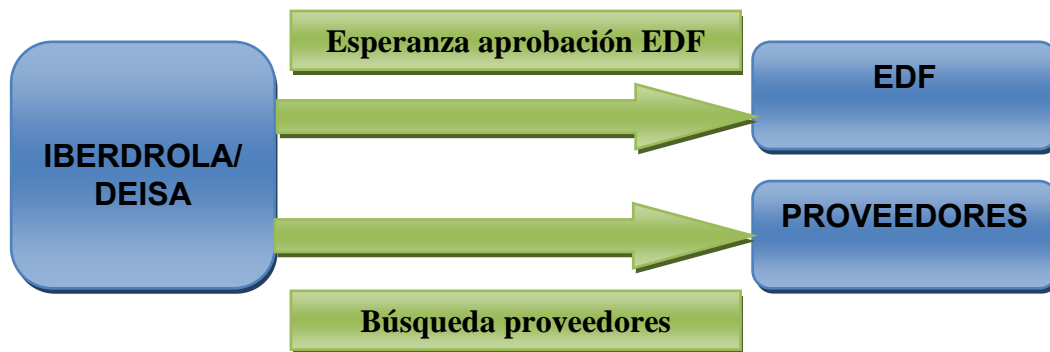 Esperanza aprobación EDF
EDF
IBERDROLA/
DEISA
PROVEEDORES
Búsqueda proveedores